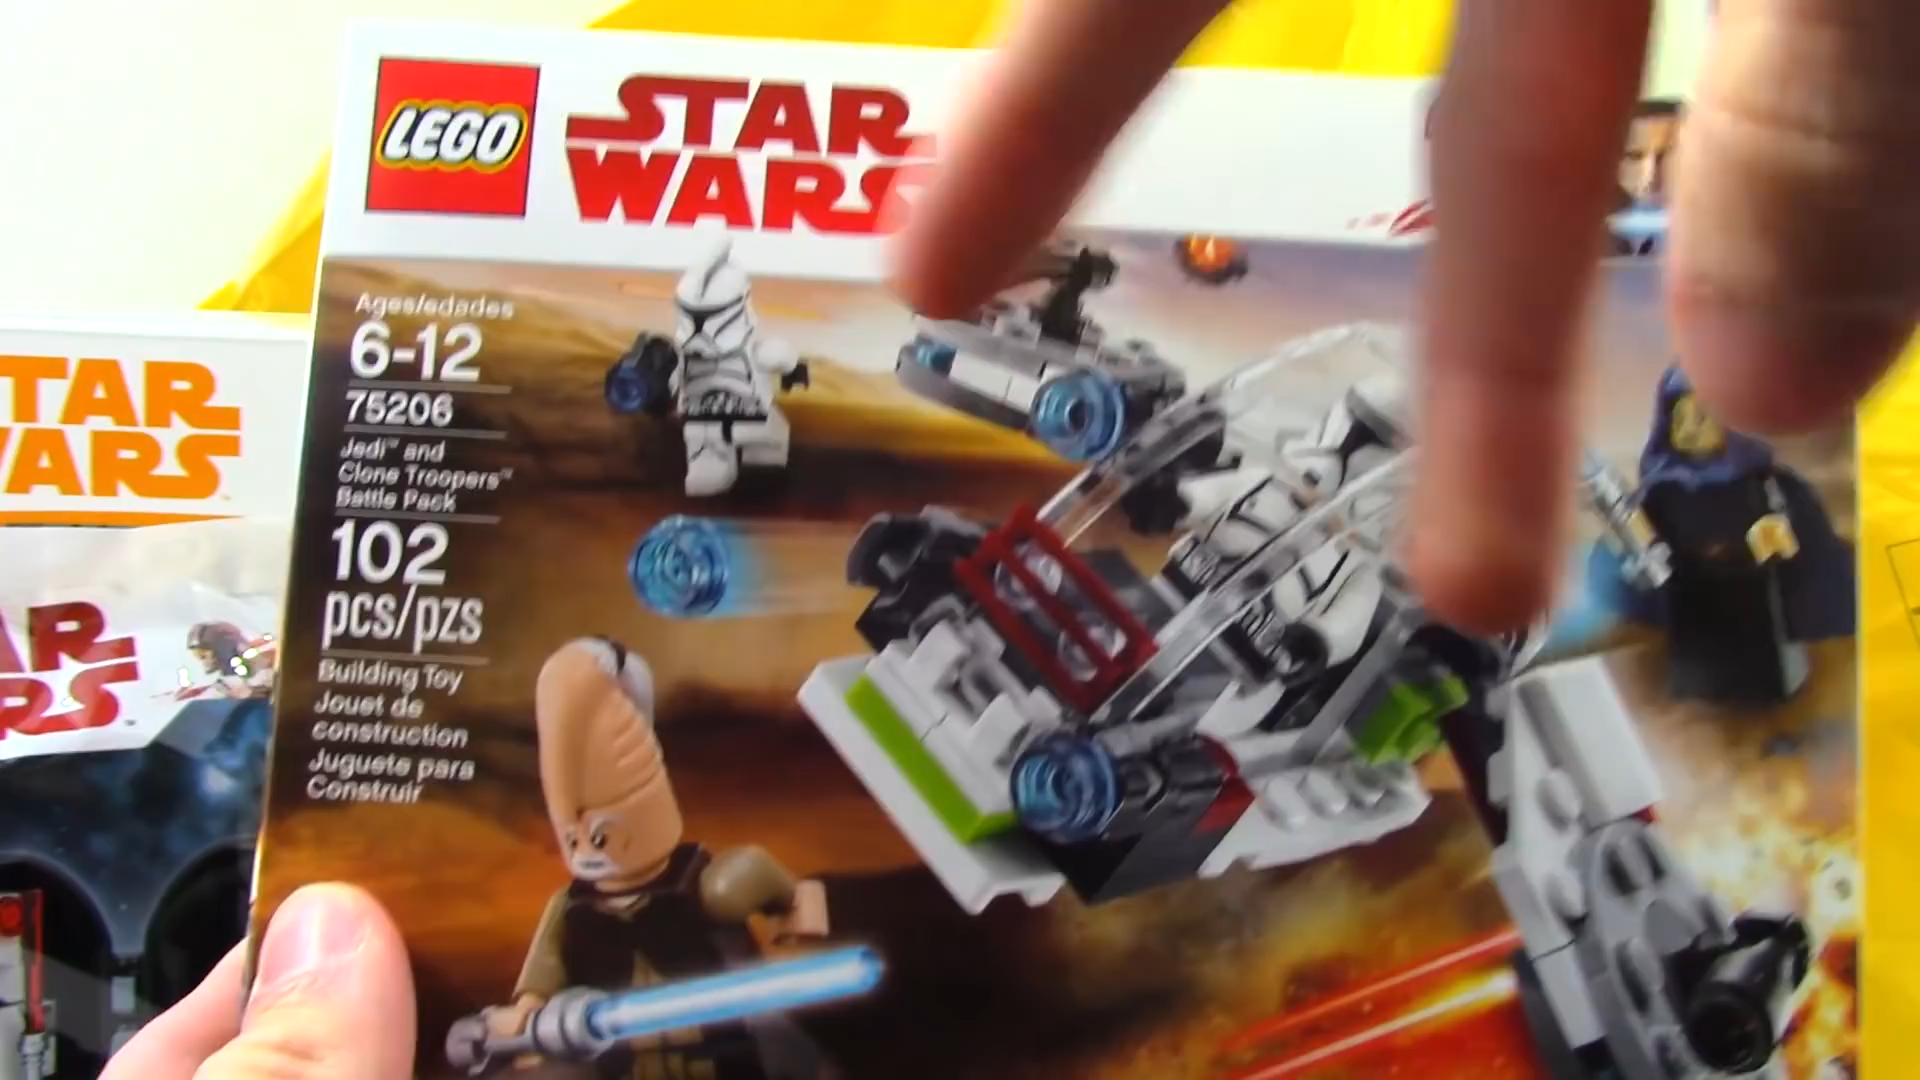 LEGO
STAR
WARS
Ages/edades
6-12
75206
Jedi™ and
Clone Troopers™
Battle Pack
102
pcs/pzs
Building Toy
Jouet de
construction
Juguete para
Construir
TAR
WARS
AR
RS